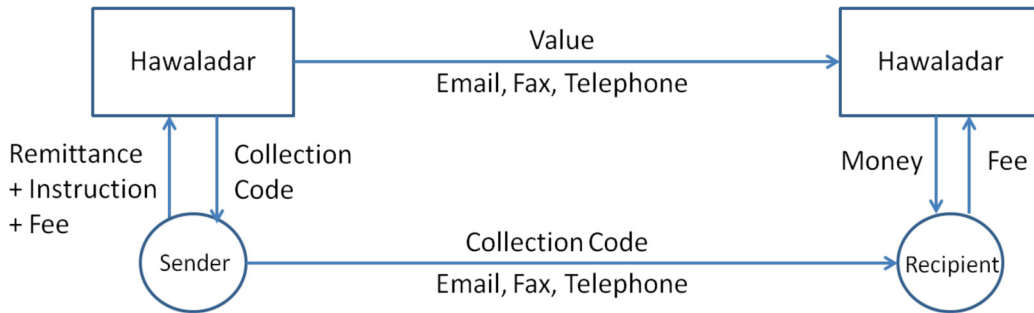 Hawaladar
Value
Email, Fax, Telephone
Hawaladar
Remittance
+ Instruction
+ Fee
Collection
Code
Money
Fee
Sender
Collection Code
Email, Fax, Telephone
Recipient